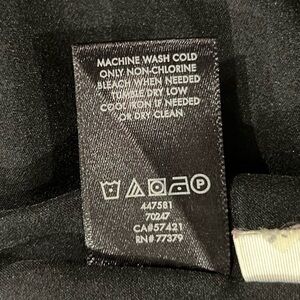 MACHINE WASH COLD
ONLY NON-CHLORINE
BLEACH WHEN NEEDED
TUMBLE DRY LOW
COOL IRON IF NEEDED
OR DRY CLEAN
P
447581
70247
CA#57421
RN#77379